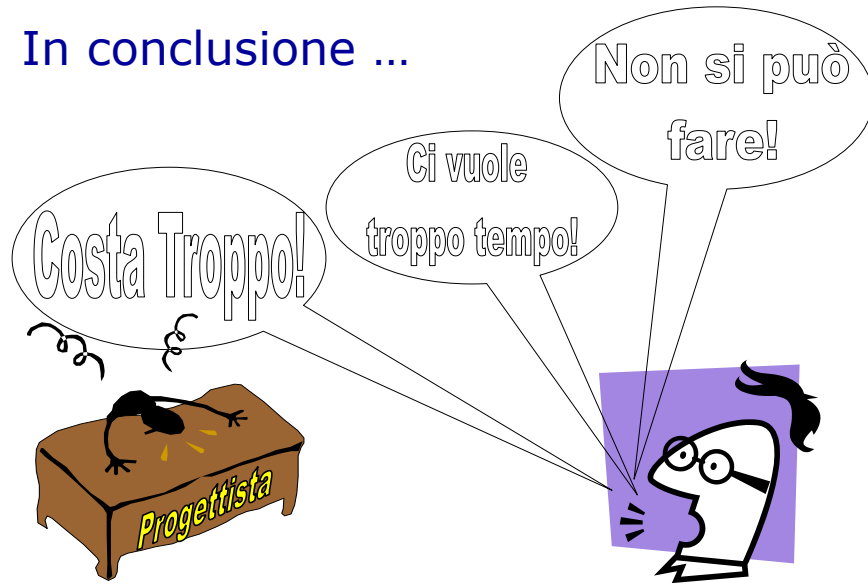 In conclusione …
Non si può
fare!
Ci vuole
troppo tempo!
Costa Troppo!
Progettista